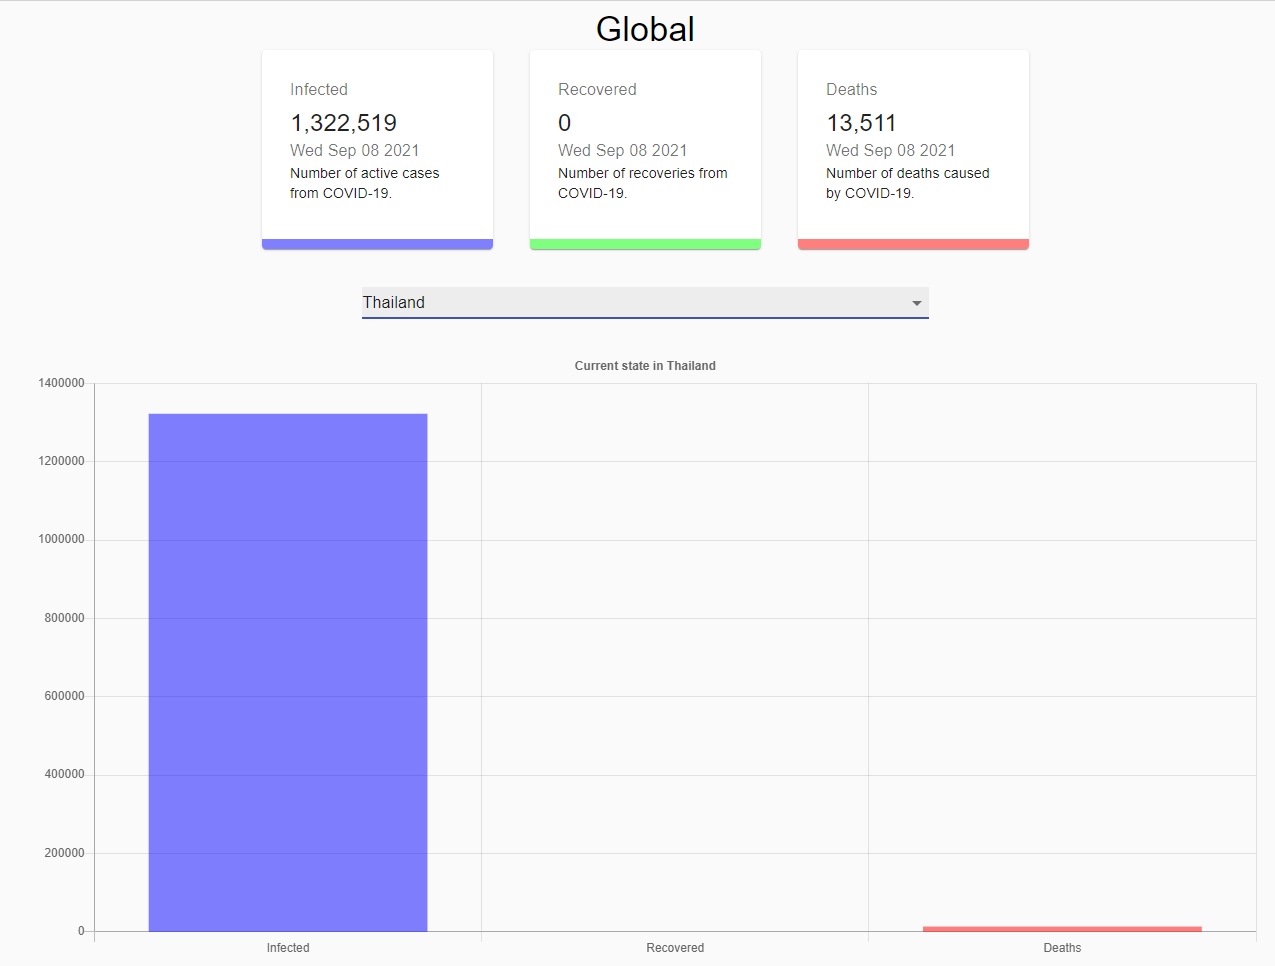 Global
Infected
1,322,519
Wed Sep 08 2021
Number of active cases
from COVID-19.
Recovered
0
Wed Sep 08 2021
Number of recoveries from
COVID-19.
Deaths
13,511
Wed Sep 08 2021
Number of deaths caused
by COVID-19.
Thailand
Current state in Thailand
1400000
1200000
1000000
800000
600000
400000
200000
0
Infected
Recovered
Deaths